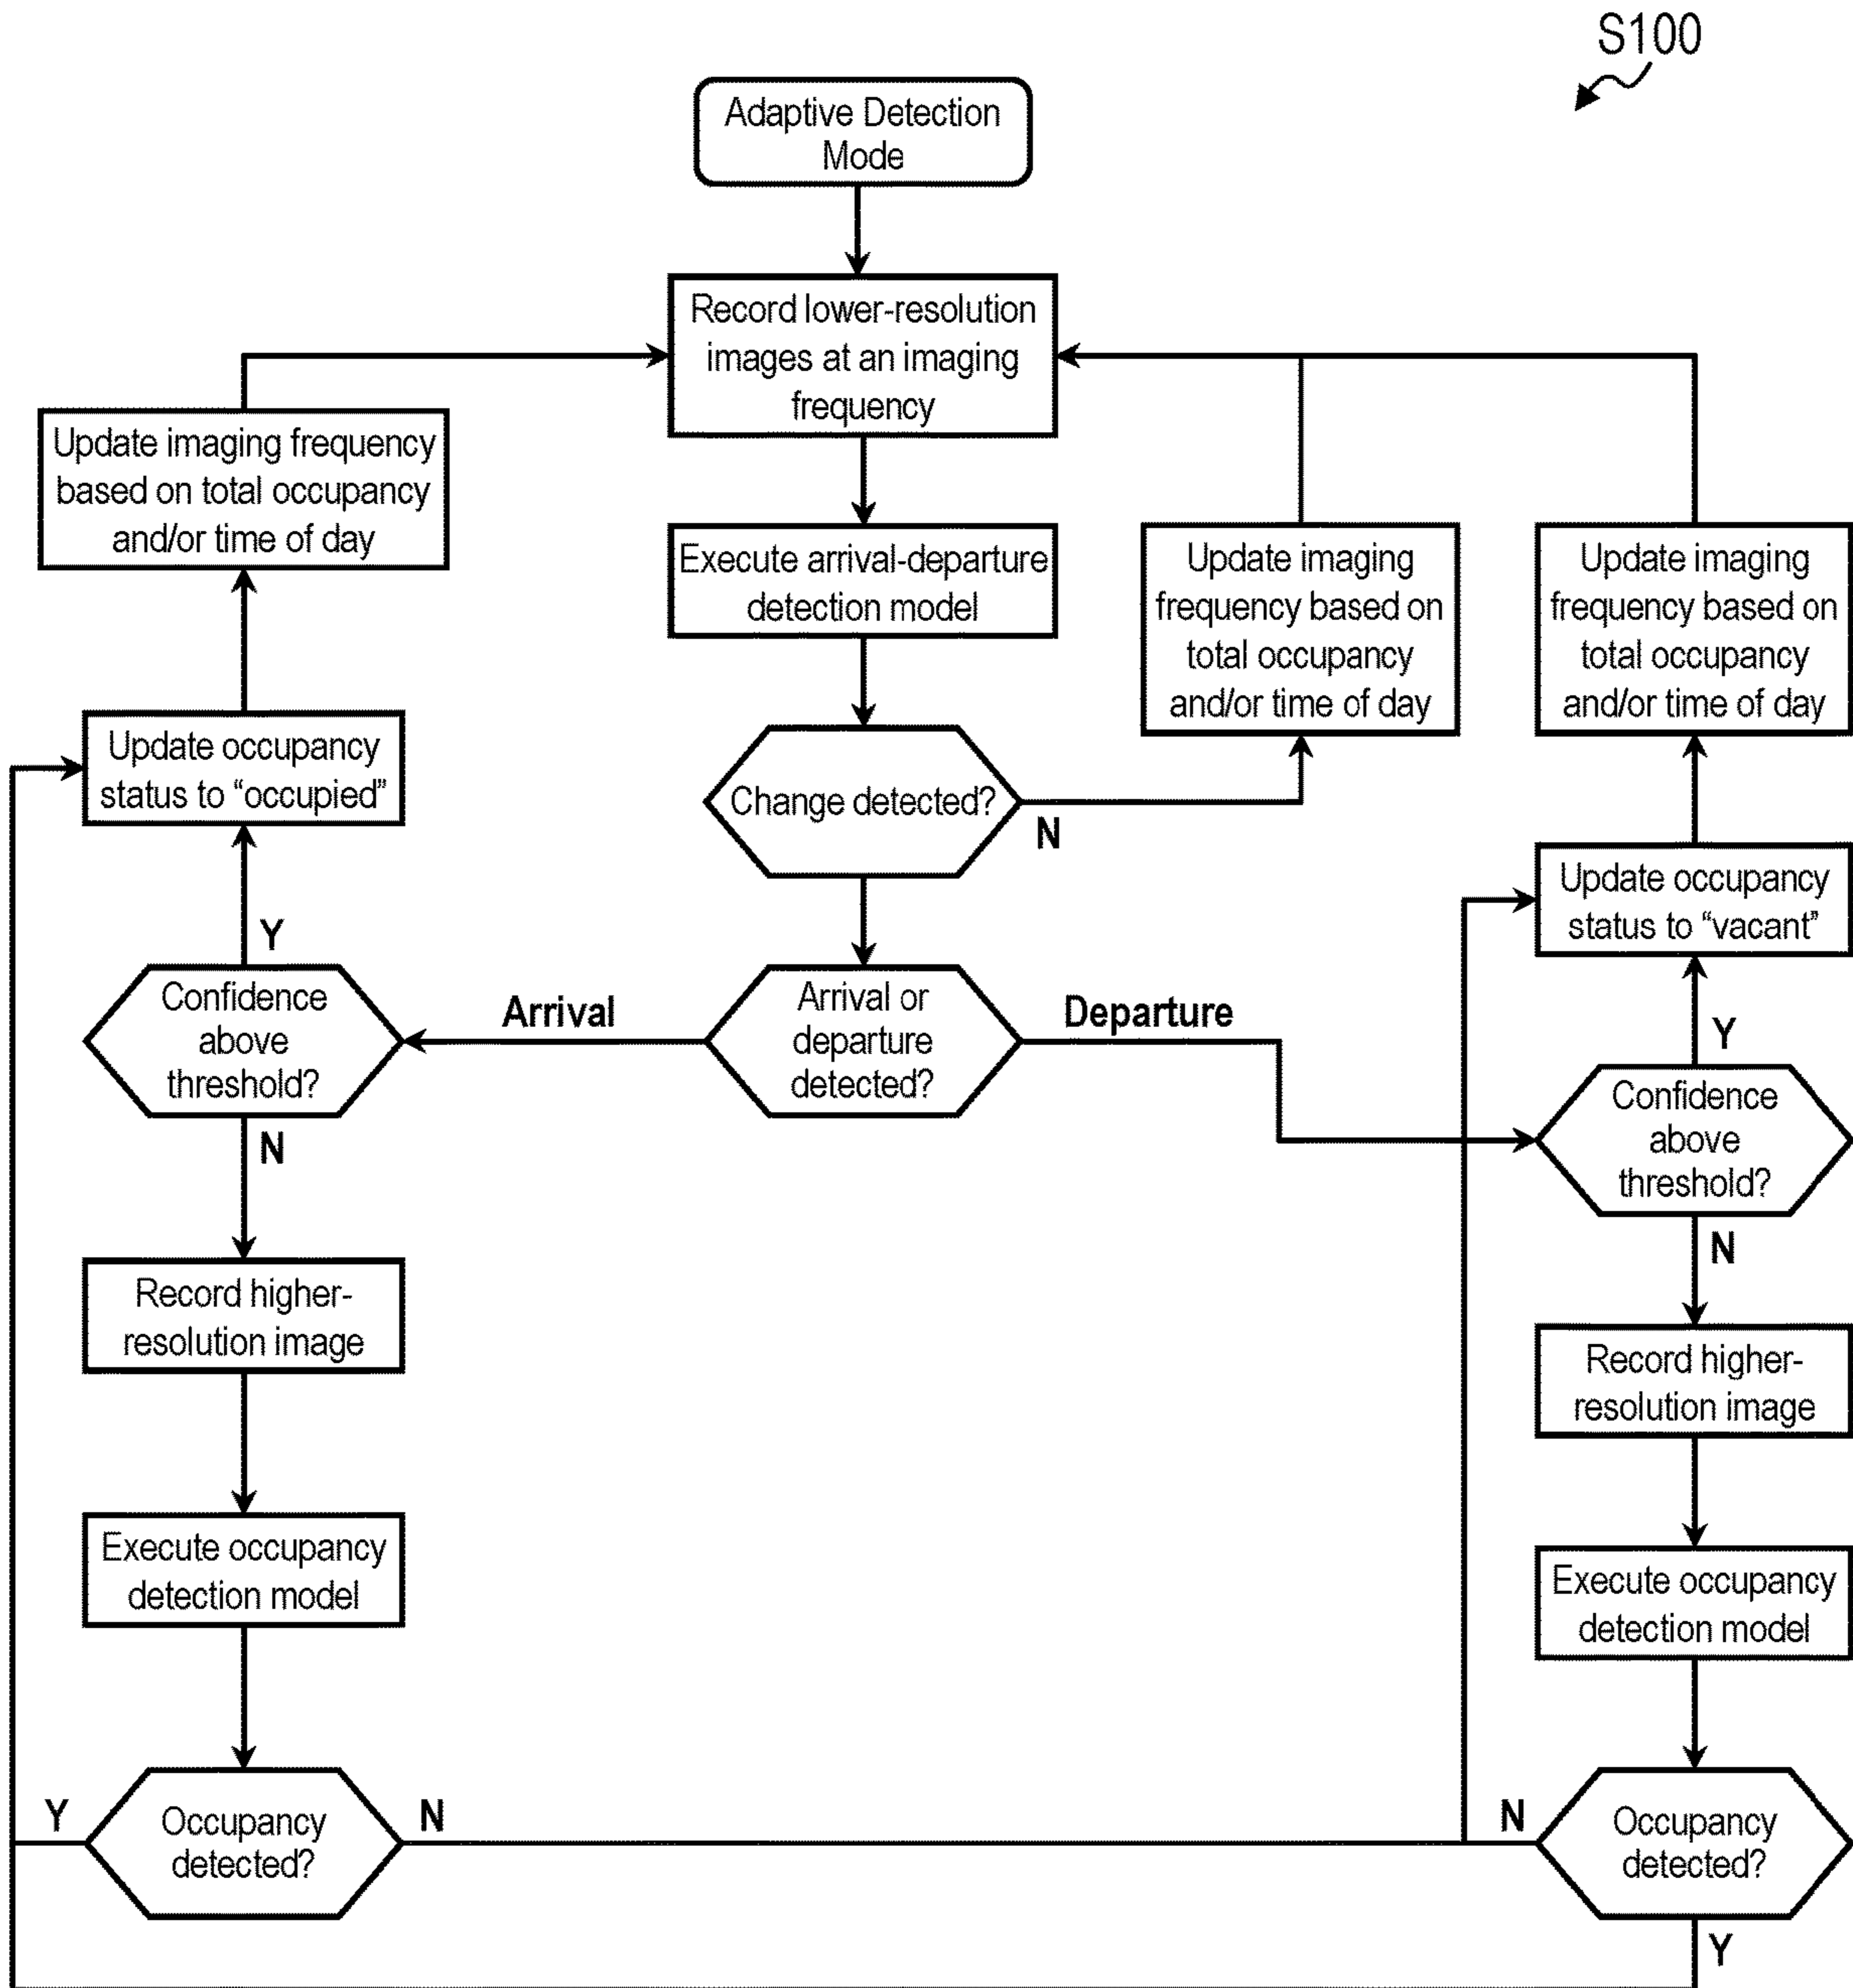 S100
Adaptive Detection
Mode
Record lower-resolution
images at an imaging
frequency
Update imaging frequency
based on total occupancy
and/or time of day
Execute arrival-departure
detection model
Update imaging
frequency based on
total occupancy
and/or time of day
Update imaging
frequency based on
total occupancy
and/or time of day
Update occupancy
status to “occupied”
Change detected?
N
Update occupancy
status to “vacant”
Y
Confidence
above
threshold?
N
Arrival
Arrival or
departure
detected?
Departure
Y
Confidence
above
threshold?
N
Record higher-
resolution image
Record higher-
resolution image
Execute occupancy
detection model
Execute occupancy
detection model
Y
Occupancy
detected?
N
N
Occupancy
detected?
Y